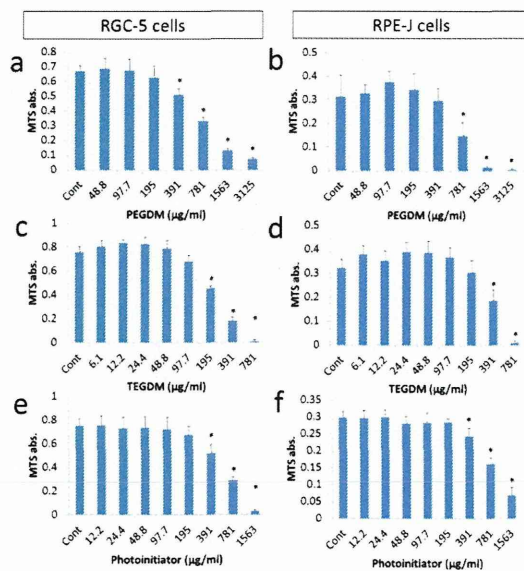 RGC-5 cells
RPE-J cells
a
MTS abs.
0.8
0.7
0.6
0.5
0.4
0.3
0.2
0.1
0
*
*
*
*
Cont 48.8 97.7 195 391 781 1563 3125
PEGDM (µg/ml)
b
MTS abs.
0.5
0.4
0.3
0.2
0.1
0
*
*
*
Cont 48.8 97.7 195 391 781 1563 3125
PEGDM (µg/ml)
c
MTS abs.
1
0.8
0.6
0.4
0.2
0
*
*
*
Cont 6.1 12.2 24.4 48.8 97.7 195 391 781
TEGDM (µg/ml)
d
MTS abs.
0.5
0.4
0.3
0.2
0.1
0
*
*
Cont 6.1 12.2 24.4 48.8 97.7 195 391 781
TEGDM (µg/ml)
e
MTS abs.
1
0.8
0.6
0.4
0.2
0
*
*
*
Cont 12.2 24.4 48.8 97.7 195 391 781 1563
Photoinitiator (µg/ml)
f
MTS abs.
0.35
0.3
0.25
0.2
0.15
0.1
0.05
0
*
*
*
Cont 12.2 24.4 48.8 97.7 195 391 781 1563
Photoinitiator (µg/ml)